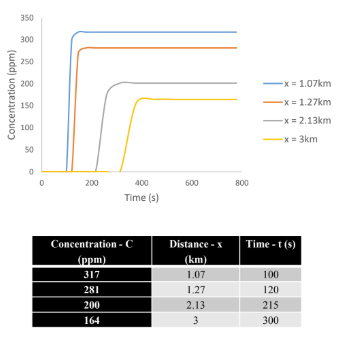 350
300
250
200
150
100
50
0
Concentration (ppm)
0 200 400 600 800
Time (s)
x = 1.07km
x = 1.27km
x = 2.13km
x = 3km
Concentration - C (ppm) Distance - x (km) Time - t (s)
317 1.07 100
281 1.27 120
200 2.13 215
164 3 300